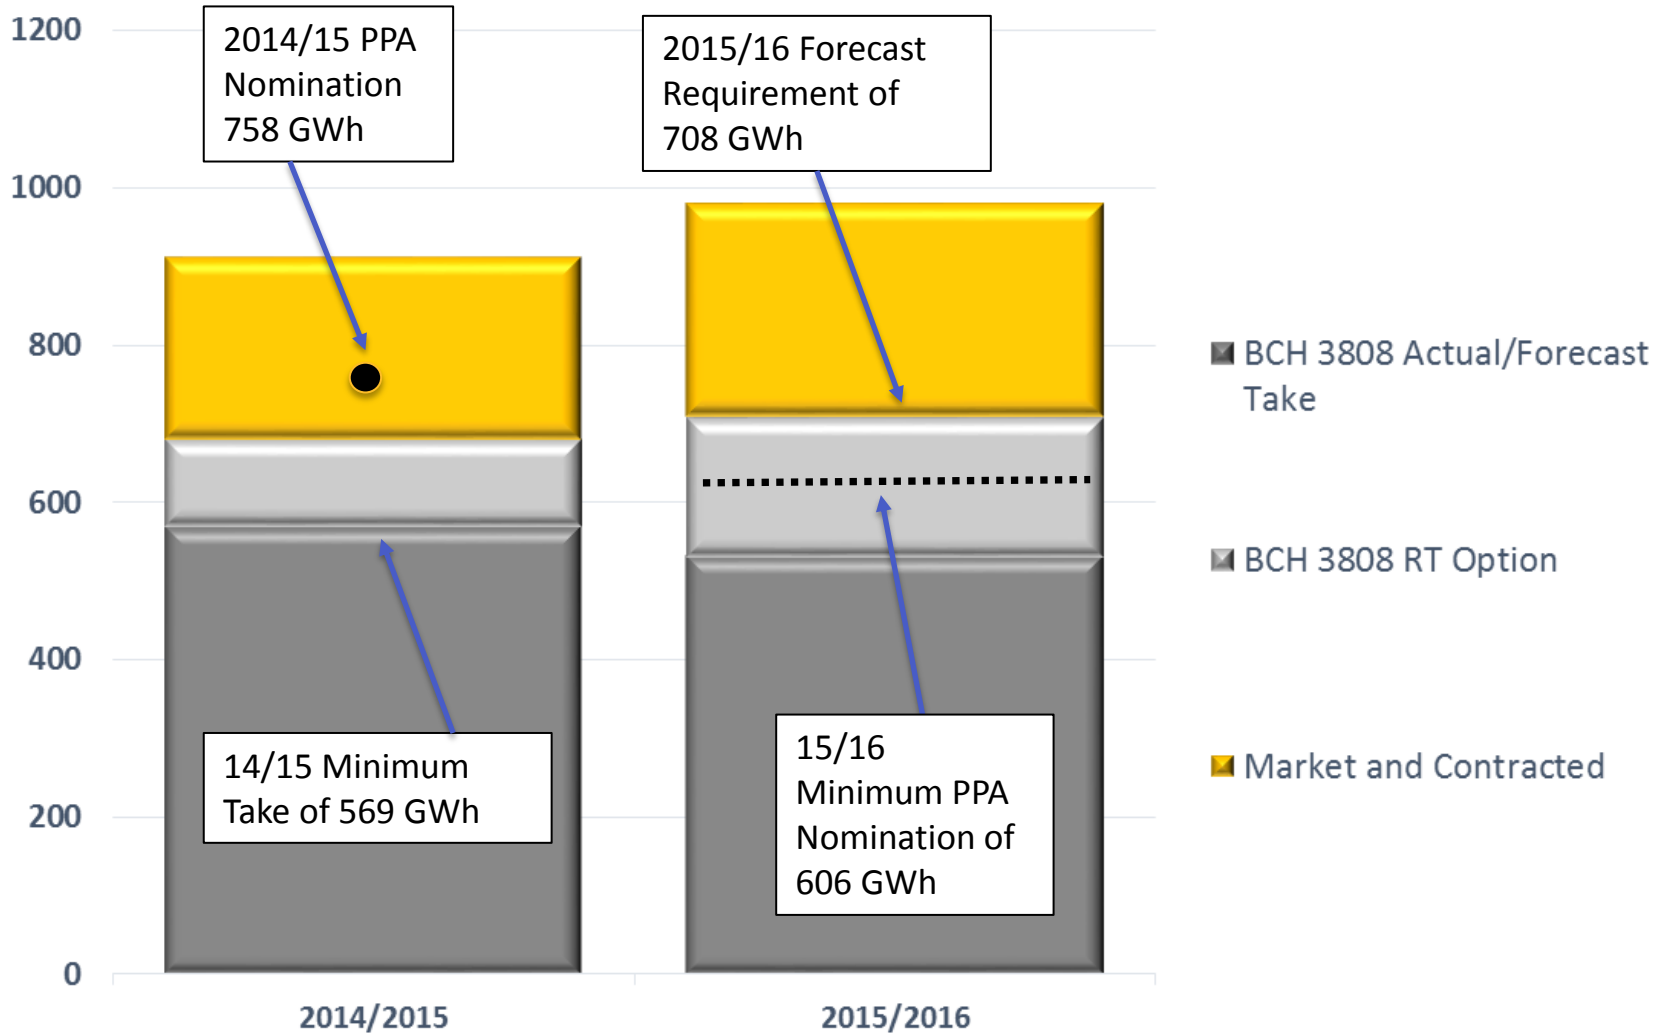 1200
1000
800
600
400
200
0
2014/15 PPA
Nomination
758 GWh
2015/16 Forecast
Requirement of
708 GWh
14/15 Minimum
Take of 569 GWh
15/16
Minimum PPA
Nomination of
606 GWh
2014/2015
2015/2016
BCH 3808 Actual/Forecast
Take
BCH 3808 RT Option
Market and Contracted